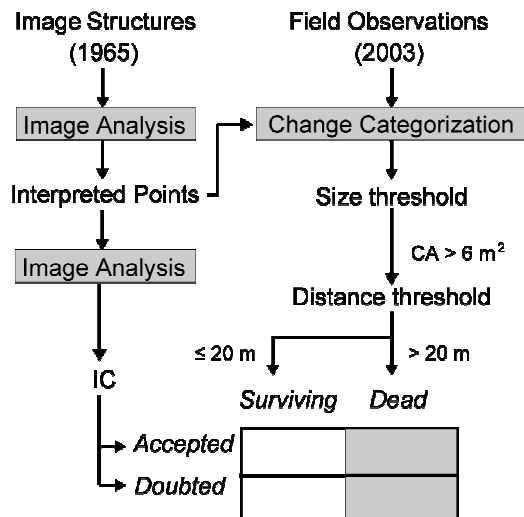 Image Structures
(1965)
Field Observations
(2003)
Image Analysis
Change Categorization
Interpreted Points
Size threshold
CA > 6 m²
Image Analysis
Distance threshold
≤ 20 m
> 20 m
IC
Surviving
Dead
Accepted
Doubted